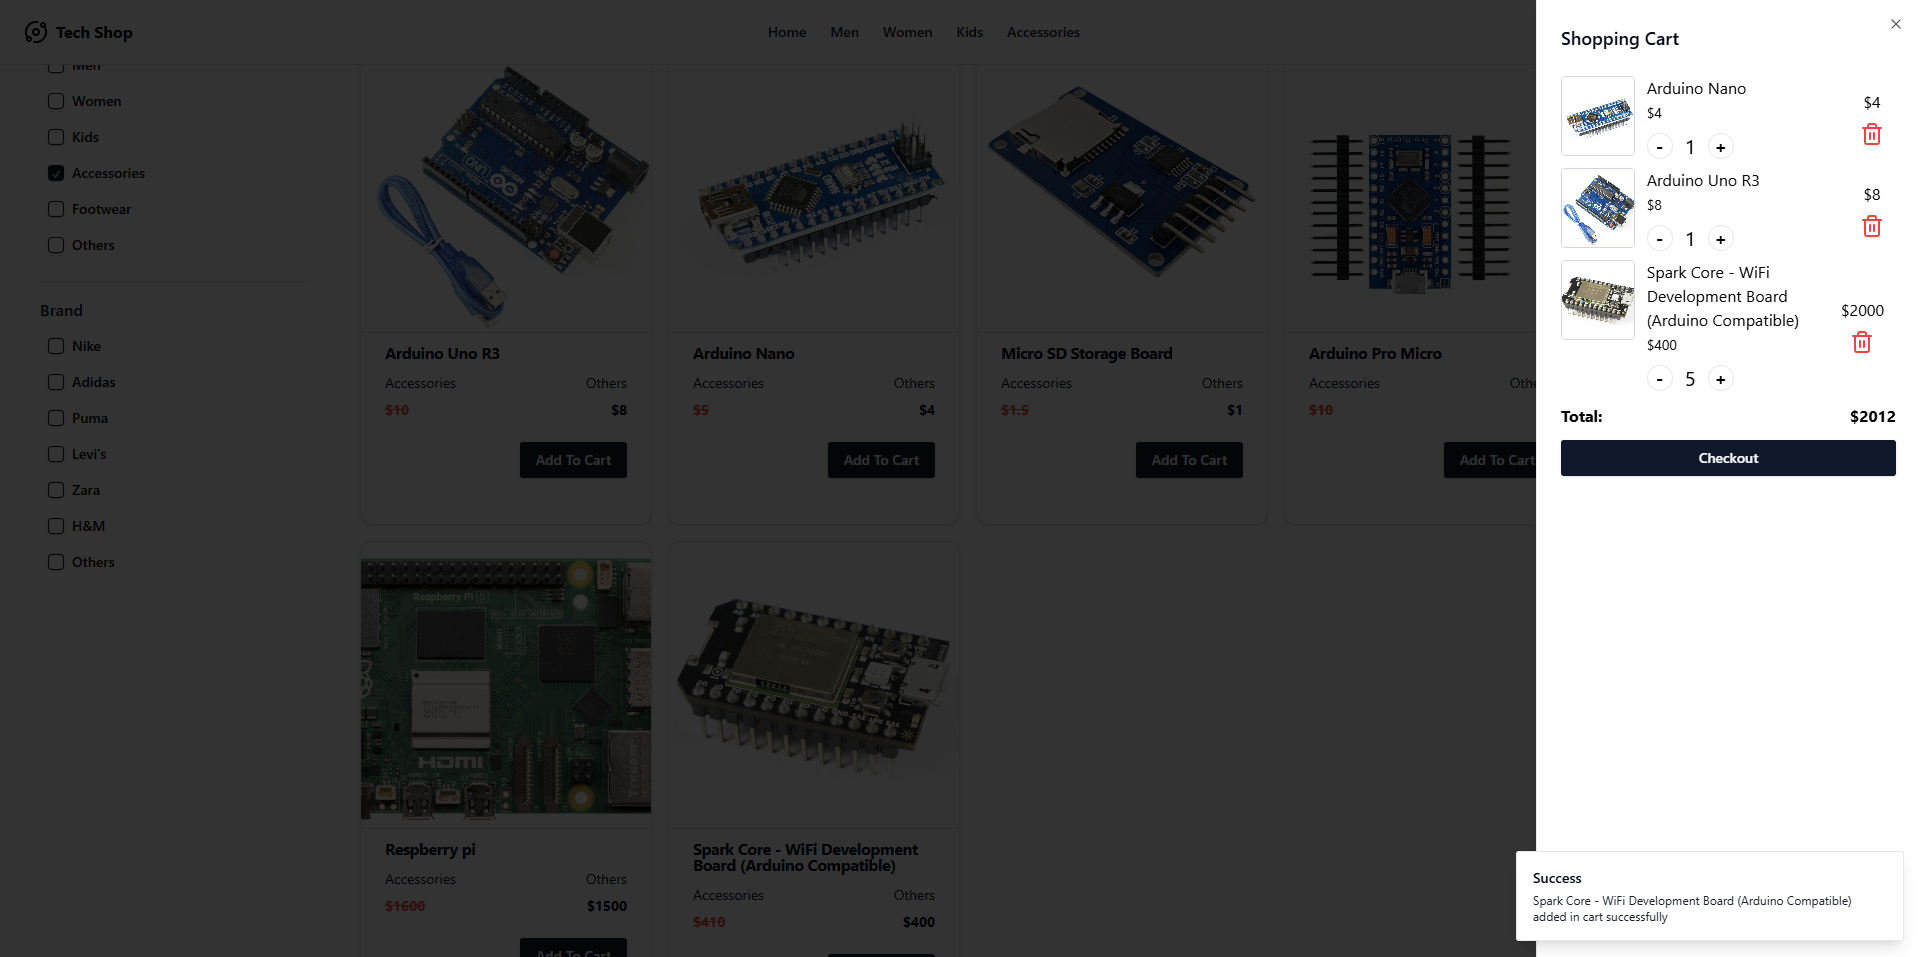 Tech Shop
Home
Men
Women
Kids
Accessories
Men
Women
Kids
Accessories
Footwear
Others
Brand
Nike
Adidas
Puma
Levi's
Zara
H&M
Others
UNO
Arduino Uno R3
Accessories
Others
$10
$8
Add To Cart
Arduino Nano
Accessories
Others
$5
$4
Add To Cart
Micro SD Storage Board
Accessories
Others
$1.5
$1
Add To Cart
Arduino Pro Micro
Accessories
$10
Add To Cart
Raspberry Pi 5
HDMI
Respberry pi
Accessories
Others
$1600
$1500
Add To Cart
Spark Core - WiFi Development
Board (Arduino Compatible)
Accessories
Others
$410
$400
Shopping Cart
Arduino Nano
$4
- 1 +
$4
Arduino Uno R3
$8
- 1 +
$8
Spark Core - WiFi
Development Board
(Arduino Compatible)
$400
- 5 +
$2000
Total:
$2012
Checkout
Success
Spark Core - WiFi Development Board (Arduino Compatible)
added in cart successfully